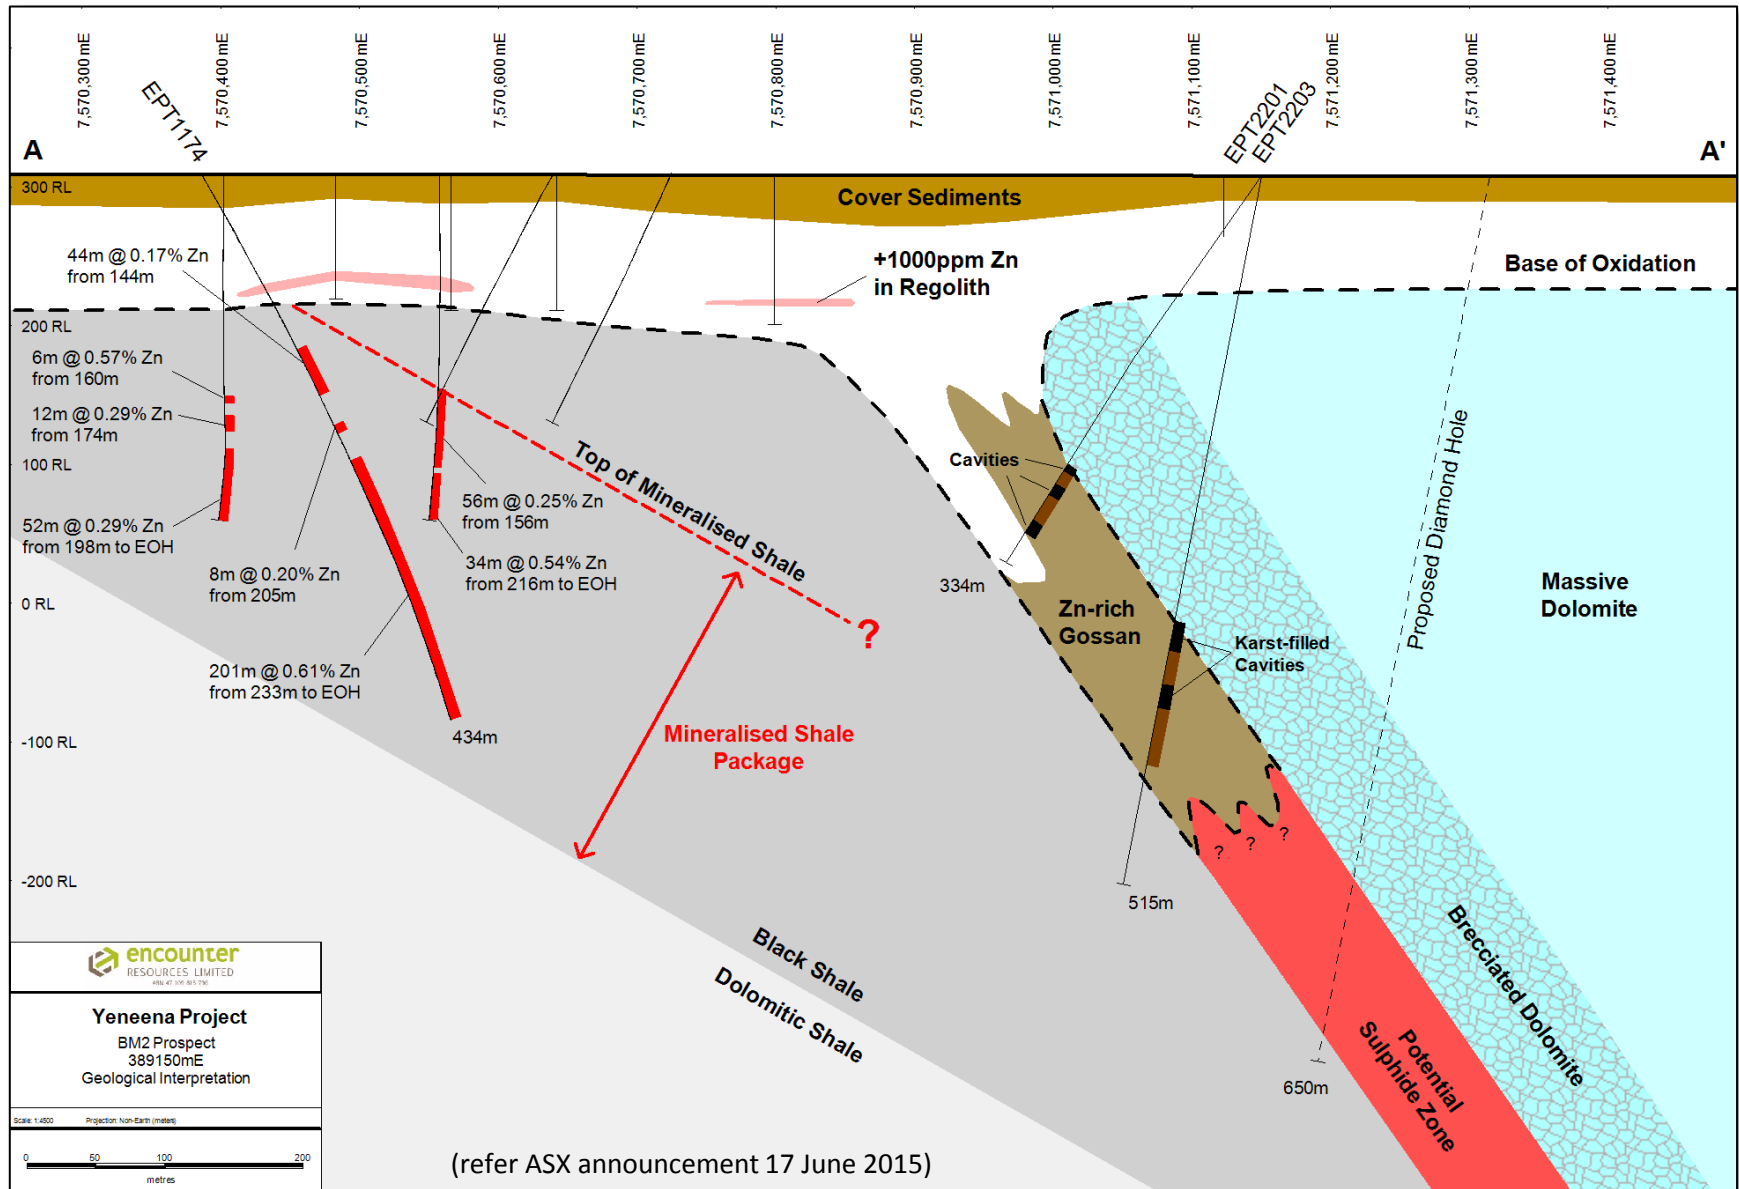 7,570,300mE
7,570,400mE
7,570,500mE
7,570,600mE
7,570,700mE
7,570,800mE
7,570,900mE
7,571,000mE
7,571,100mE
7,571,200mE
7,571,300mE
7,571,400mE
EPT1174
EPT2201
EPT2203
A
A'
300 RL
Cover Sediments
44m @ 0.17% Zn
from 144m
+1000ppm Zn
in Regolith
Base of Oxidation
200 RL
6m @ 0.57% Zn
from 160m
12m @ 0.29% Zn
from 174m
100 RL
Top of Mineralised Shale
?
Cavities
52m @ 0.29% Zn
from 198m to EOH
56m @ 0.25% Zn
from 156m
34m @ 0.54% Zn
from 216m to EOH
8m @ 0.20% Zn
from 205m
334m
Proposed Diamond Hole
Massive
Dolomite
0 RL
Zn-rich
Gossan
Karst-filled
Cavities
201m @ 0.61% Zn
from 233m to EOH
434m
Mineralised Shale
Package
-100 RL
? ? ?
-200 RL
515m
Black Shale
Dolomitic Shale
Brecciated Dolomite
Potential
Sulphide Zone
650m
encounter
RESOURCES LIMITED
Yeneena Project
BM2 Prospect
389150mE
Geological Interpretation
Scale: 1:4500 Projection: Non-Earth (meters)
0 50 100 200
metres
(refer ASX announcement 17 June 2015)